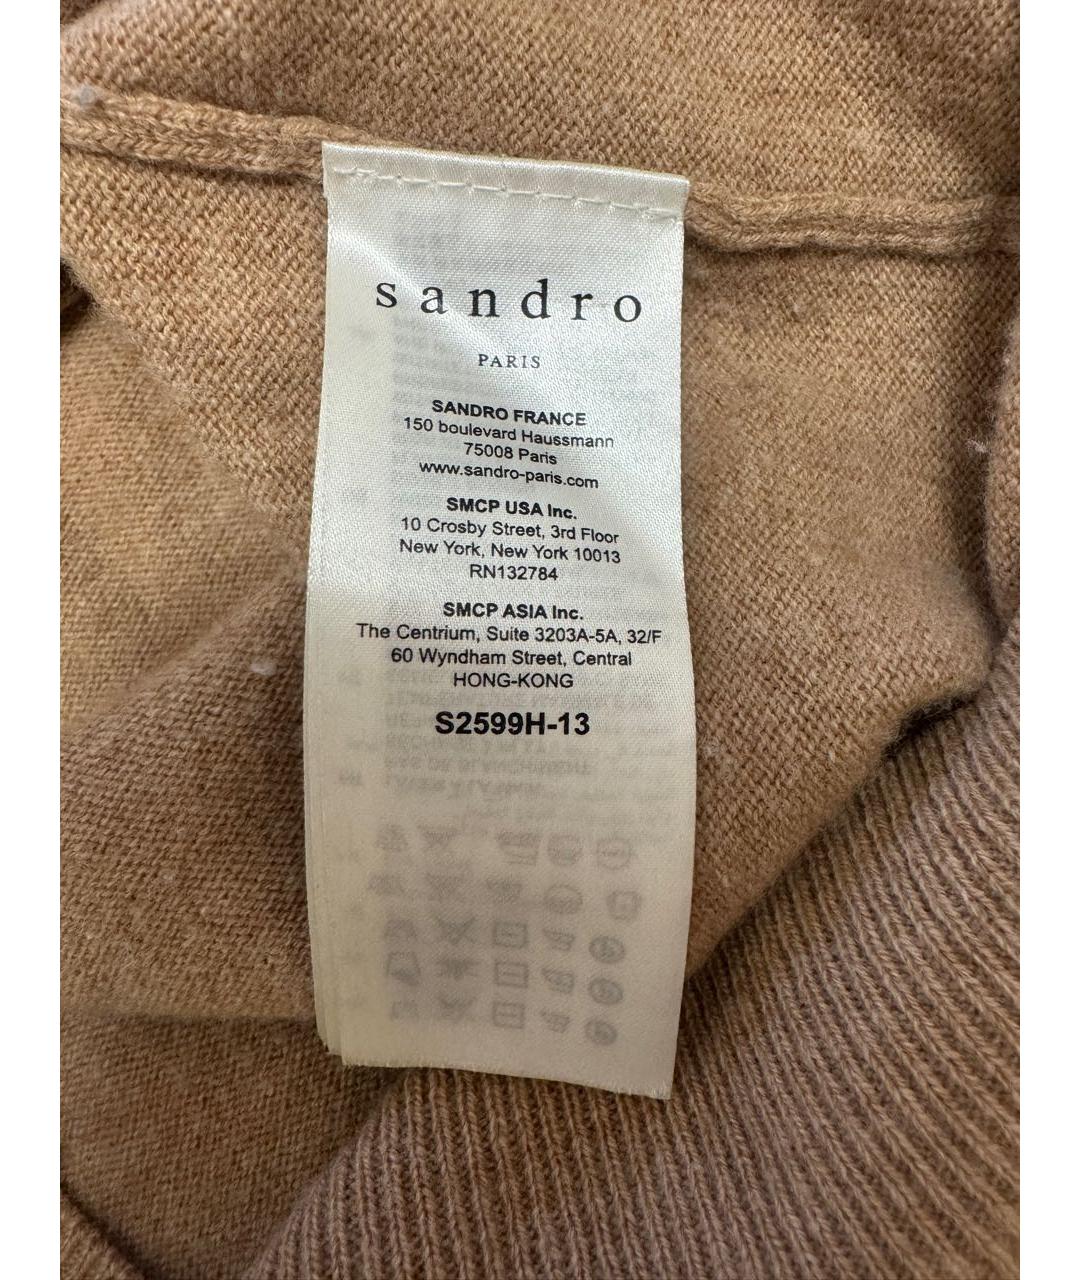 sandro
PARIS
SANDRO FRANCE
150 boulevard Haussmann
75008 Paris
www.sandro-paris.com
SMCP USA Inc.
10 Crosby Street, 3rd Floor
New York, New York 10013
RN132784
SMCP ASIA Inc.
The Centrium, Suite 3203A-5A, 32/F
60 Wyndham Street, Central
HONG-KONG
S2599H-13